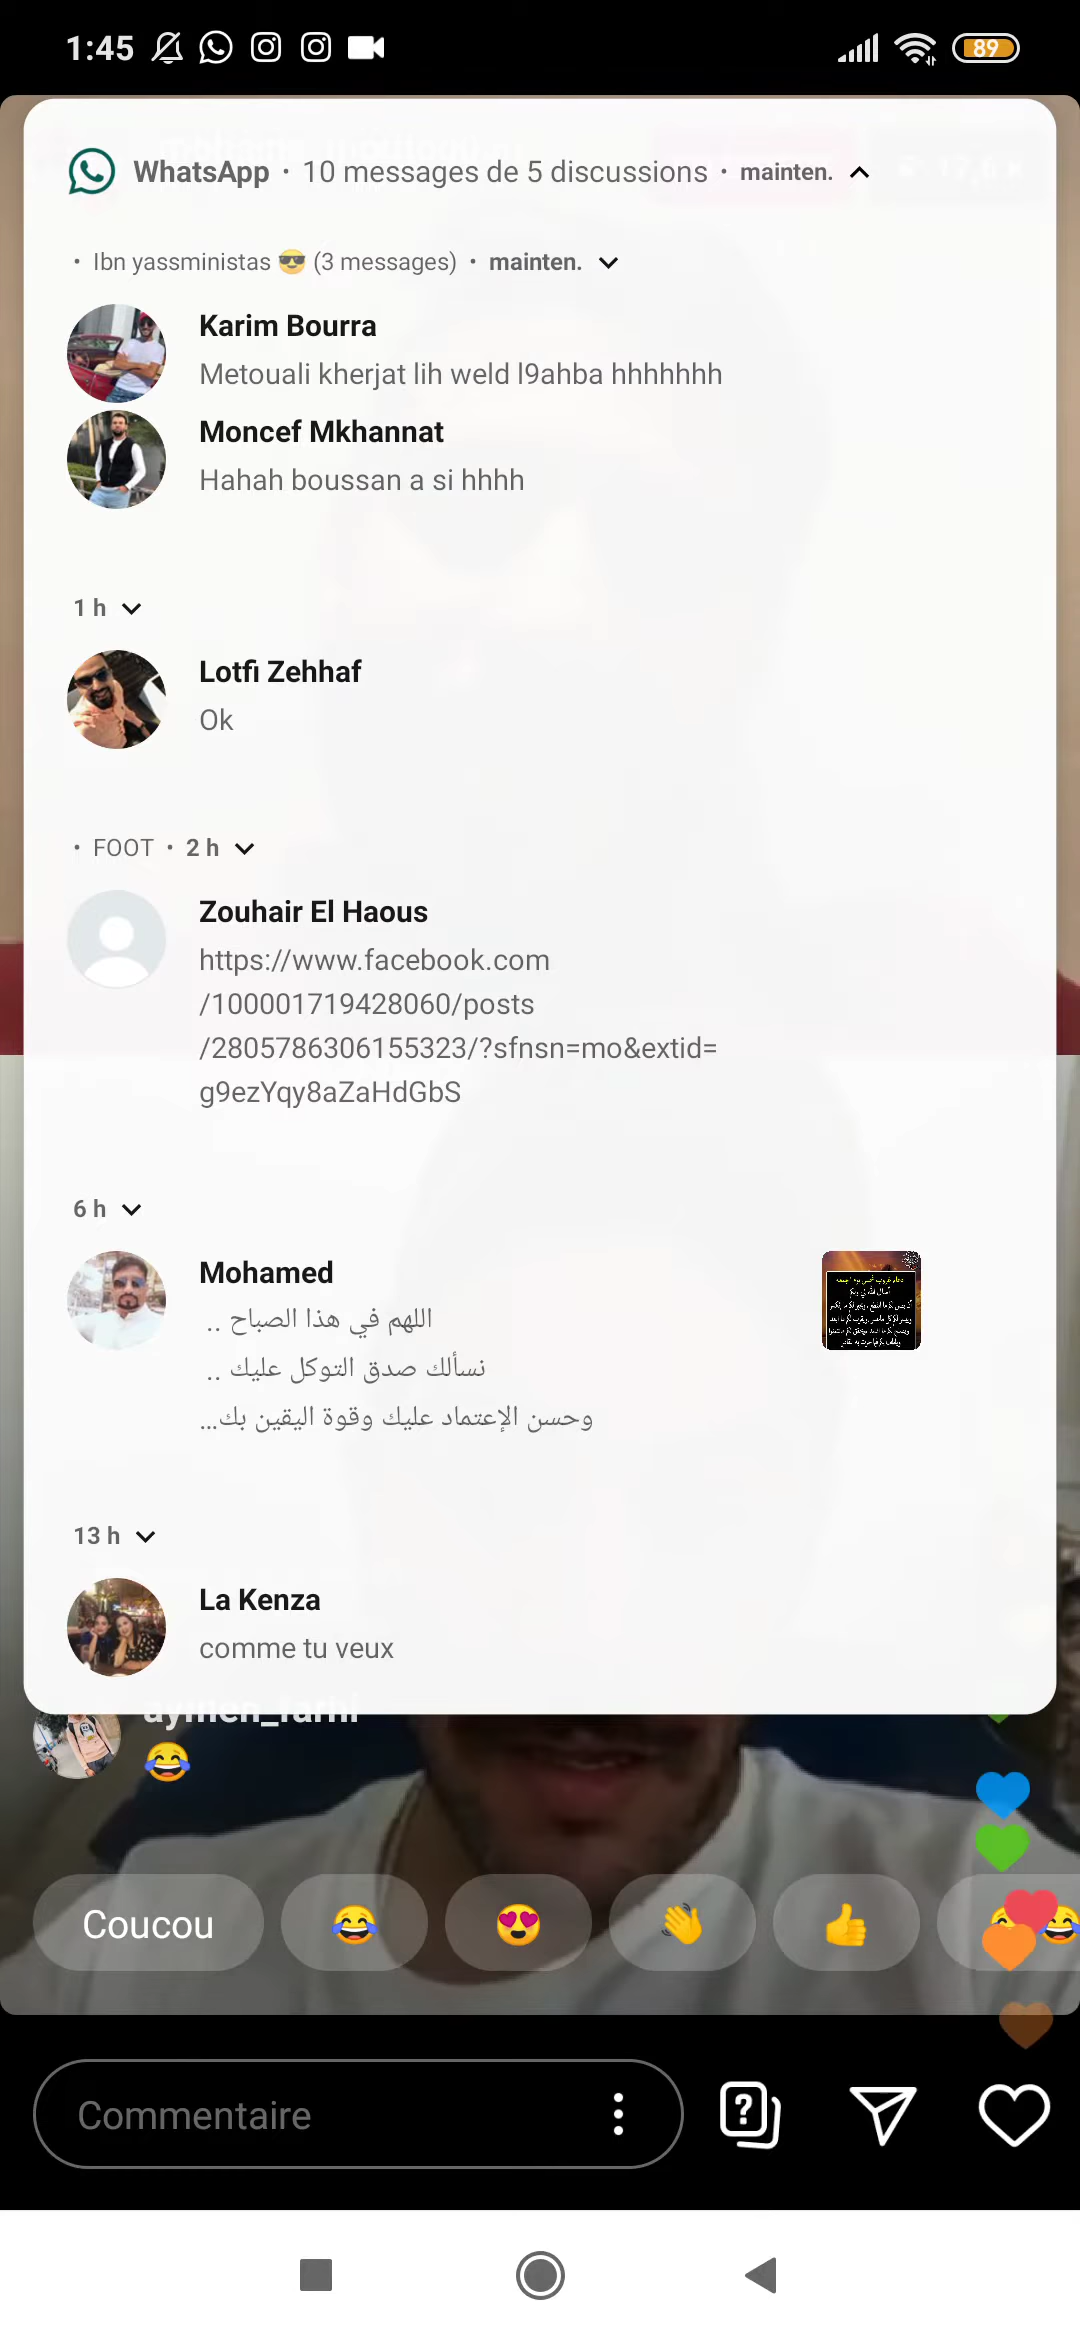 1:45 89
WhatsApp · 10 messages de 5 discussions · mainten.
· Ibn yassministas 😎 (3 messages) · mainten.
Karim Bourra
Metouali kherjat lih weld l9ahba hhhhhhh
Moncef Mkhannat
Hahah boussan a si hhhh
1 h
Lotfi Zehhaf
Ok
· FOOT · 2 h
Zouhair El Haous
https://www.facebook.com
/100001719428060/posts
/2805786306155323/?sfnsn=mo&extid=
g9ezYqy8aZaHdGbS
6 h
Mohamed
اللهم في هذا الصباح ..
نسألك صدق التوكل عليك ..
وحسن الإعتماد عليك وقوة اليقين بك...
13 h
La Kenza
comme tu veux
aymen_farhi
😂
Coucou 😂 😍 👋 👍 😂
Commentaire